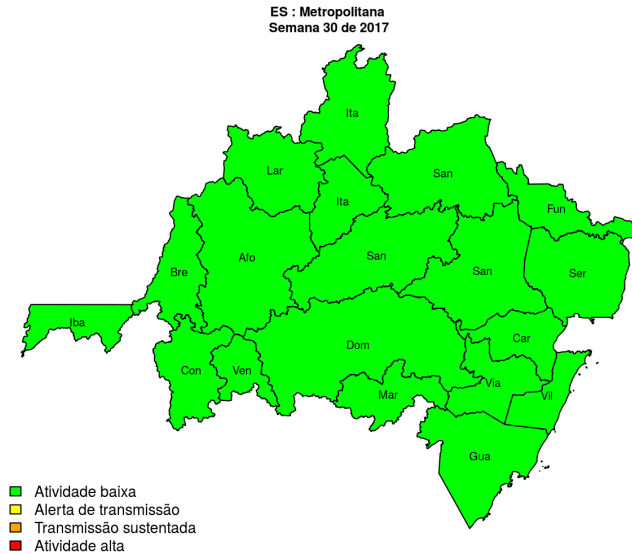 ES : Metropolitana
Semana 30 de 2017
Ita
Lar
San
Ita
Fun
Afo
San
San
Bre
Ser
Iba
Dom
Car
Con
Ven
Via
Mar
Vil
Gua
Atividade baixa
Alerta de transmissão
Transmissão sustentada
Atividade alta